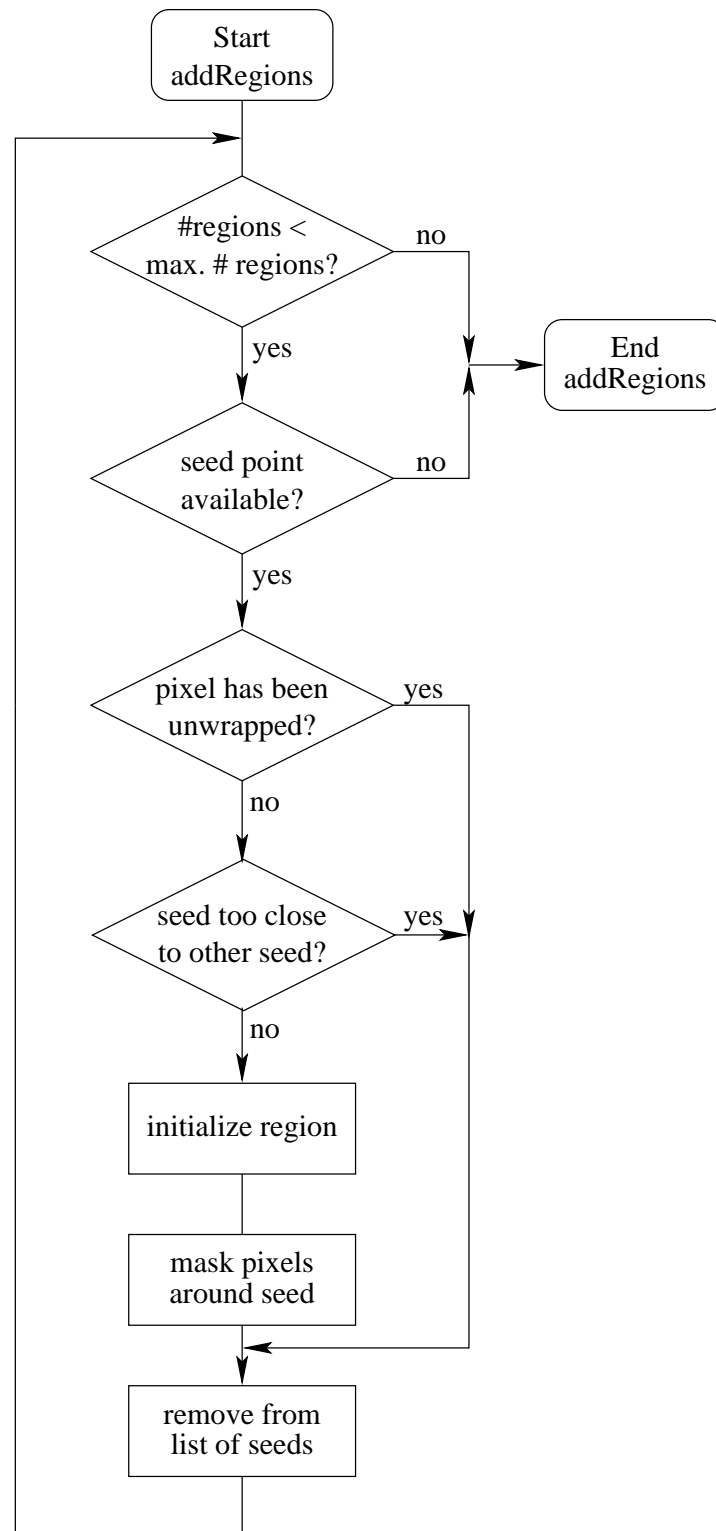 Start
addRegions
#regions <
max. # regions?
no
yes
End
addRegions
seed point
available?
no
yes
pixel has been
unwrapped?
yes
no
seed too close
to other seed?
yes
no
initialize region
mask pixels
around seed
remove from
list of seeds